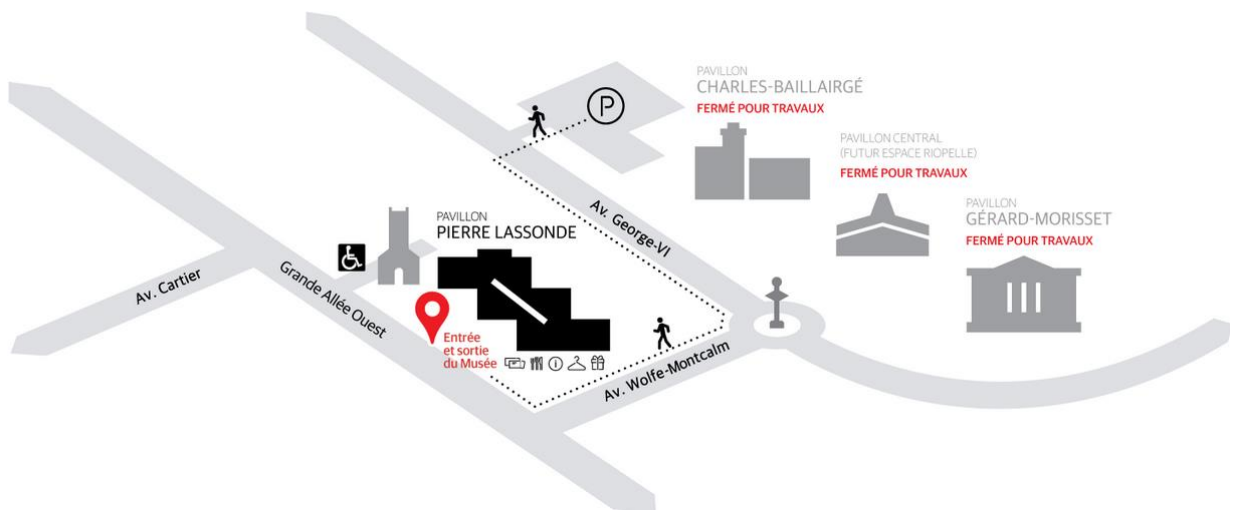 PAVILLON
CHARLES-BAILLAIRGÉ
FERMÉ POUR TRAVAUX
P
PAVILLON CENTRAL
(FUTUR ESPACE RIOPELLE)
FERMÉ POUR TRAVAUX
PAVILLON
GÉRARD-MORISSET
FERMÉ POUR TRAVAUX
PAVILLON
PIERRE LASSONDE
Av. George-VI
Av. Cartier
Grande Allée Ouest
Entrée
et sortie
du Musée
Av. Wolfe-Montcalm